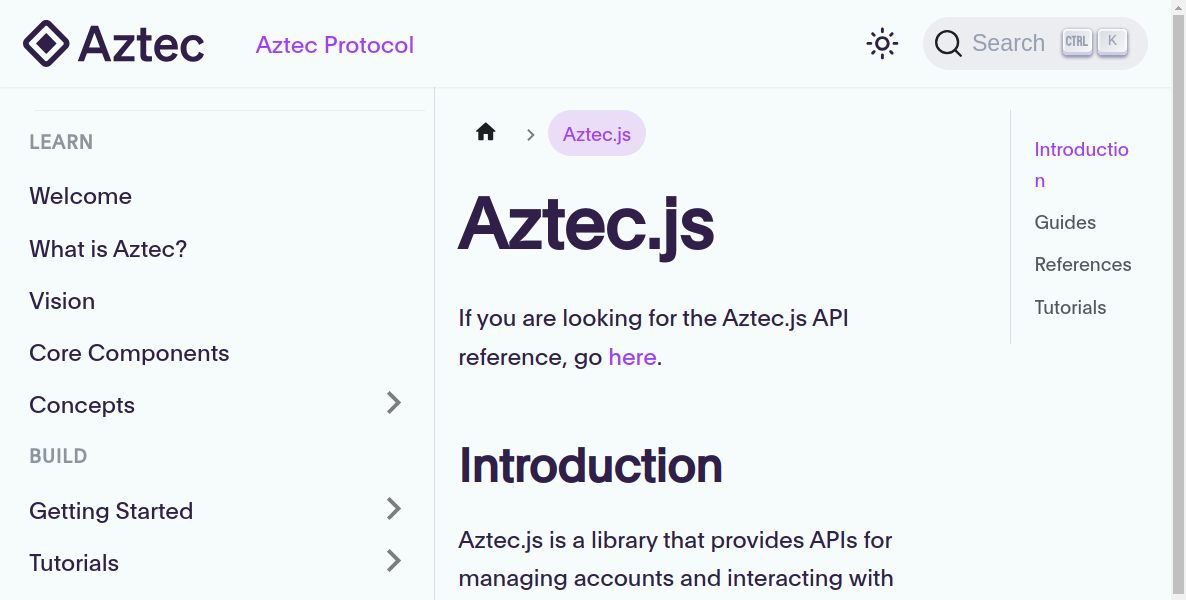 Aztec
Aztec Protocol
Search CTRL K
LEARN
Welcome
What is Aztec?
Vision
Core Components
Concepts
BUILD
Getting Started
Tutorials
Aztec.js
Aztec.js
If you are looking for the Aztec.js API
reference, go here.
Introduction
Aztec.js is a library that provides APIs for
managing accounts and interacting with
Introductio
n
Guides
References
Tutorials